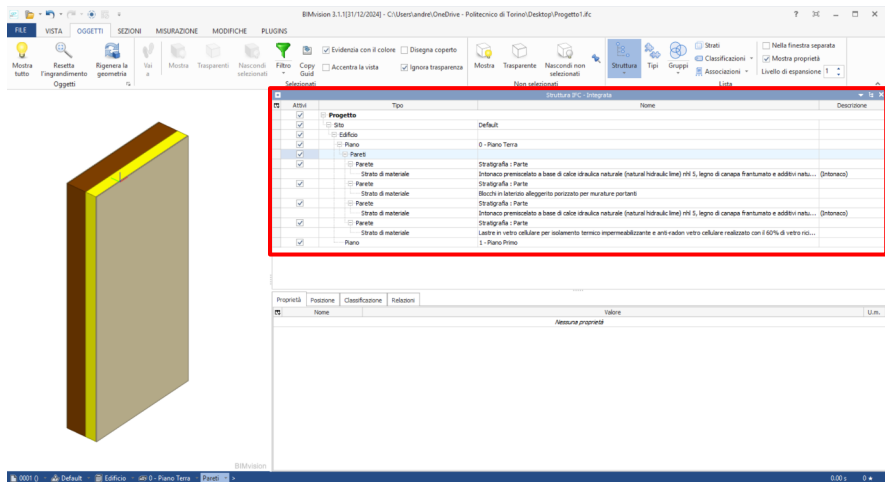 BIMvision 3.1.1[31/12/2024] - C:\Users\andre\OneDrive - Politecnico di Torino\Desktop\Progetto1.ifc
FILE VISTA OGGETTI SEZIONI MISURAZIONE MODIFICHE PLUGINS
Mostra tutto
Resetta l'ingrandimento
Rigenera la geometria
Vai a
Mostra
Trasparenti
Nascondi selezionati
Filtro
Copy Guid
Evidenzia con il colore
Disegna coperto
Accentra la vista
Ignora trasparenza
Mostra
Trasparente
Nascondi non selezionati
Struttura
Tipi
Gruppi
Strati
Classificazioni
Associazioni
Nella finestra separata
Mostra proprietà
Livello di espansione 1
Oggetti
Selezionati
Non selezionati
Lista
Struttura IFC - Integrata
Attivi Tipo Nome Descrizione
Progetto
Sito Default
Edificio
Piano 0 - Piano Terra
Pareti
Parete Stratigrafia : Parte
Strato di materiale Intonaco premiscelato a base di calce idraulica naturale (natural hidraulic lime) nhl 5, legno di canapa frantumato e additivi natu... (Intonaco)
Parete Stratigrafia : Parte
Strato di materiale Blocchi in laterizio alleggerito porizzato per murature portanti
Parete Stratigrafia : Parte
Strato di materiale Intonaco premiscelato a base di calce idraulica naturale (natural hidraulic lime) nhl 5, legno di canapa frantumato e additivi natu... (Intonaco)
Parete Stratigrafia : Parte
Strato di materiale Lastre in vetro cellulare per isolamento termico impermeabilizzante e anti-radon vetro cellulare realizzato con il 60% di vetro rici...
Piano 1 - Piano Primo
Proprietà Posizione Classificazione Relazioni
Nome Valore U.m.
Nessuna proprietà
BIMvision
0001 () Default Edificio 0 - Piano Terra Pareti >
0.00 s 0